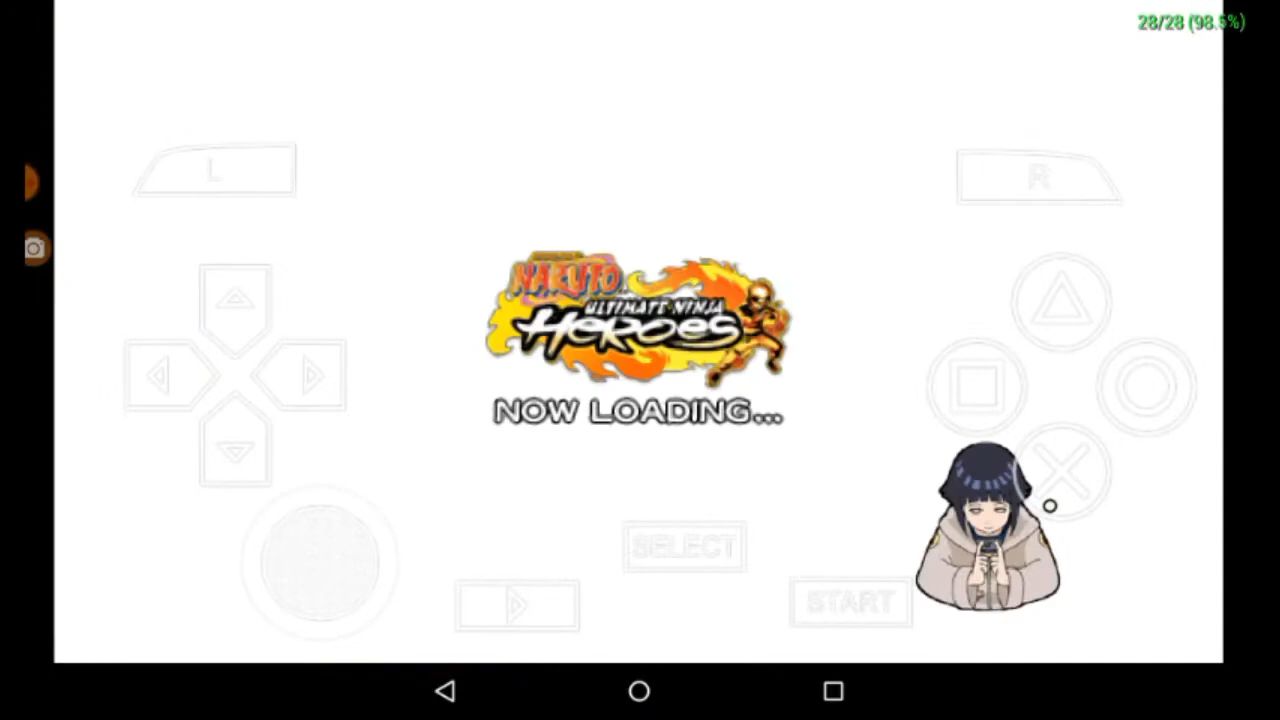 28/28 (98.5%)
L
R
NARUTO
ULTIMATE NINJA
HEROES
NOW LOADING...
SELECT
START